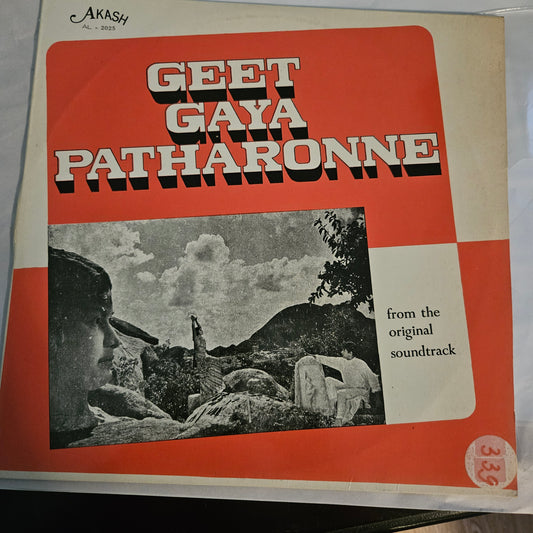 AKASH
AL - 2025
GEET
GAYA
PATHARONNE
from the
original
soundtrack
339